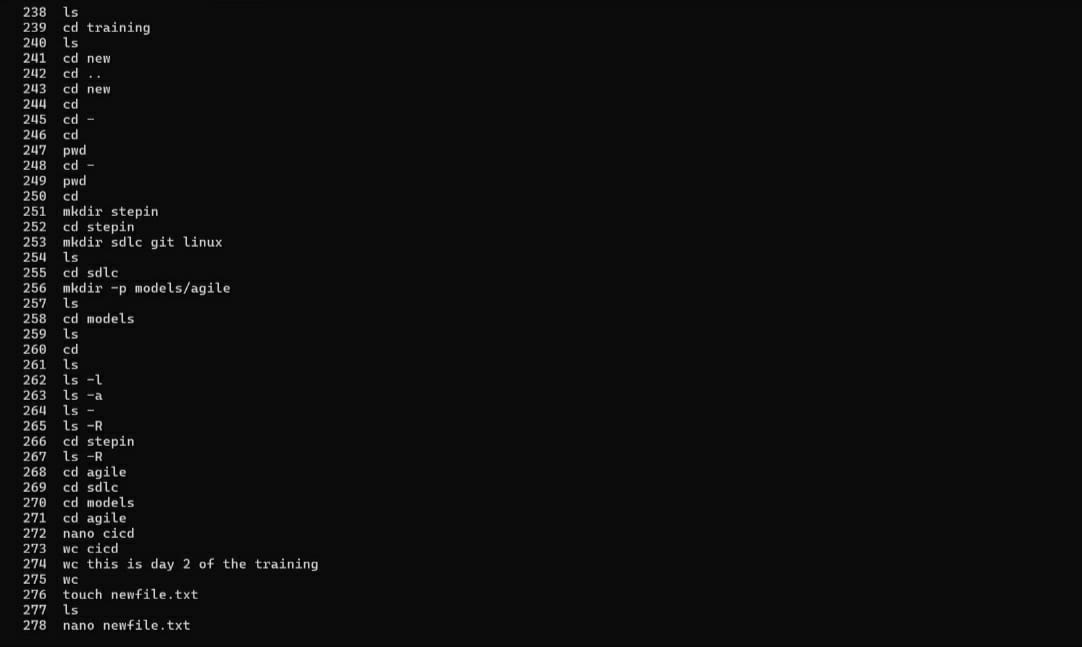 238 ls
239 cd training
240 ls
241 cd new
242 cd ..
243 cd new
244 cd
245 cd -
246 cd
247 pwd
248 cd -
249 pwd
250 cd
251 mkdir stepin
252 cd stepin
253 mkdir sdlc git linux
254 ls
255 cd sdlc
256 mkdir -p models/agile
257 ls
258 cd models
259 ls
260 cd
261 ls
262 ls -l
263 ls -a
264 ls -
265 ls -R
266 cd stepin
267 ls -R
268 cd agile
269 cd sdlc
270 cd models
271 cd agile
272 nano cicd
273 wc cicd
274 wc this is day 2 of the training
275 wc
276 touch newfile.txt
277 ls
278 nano newfile.txt